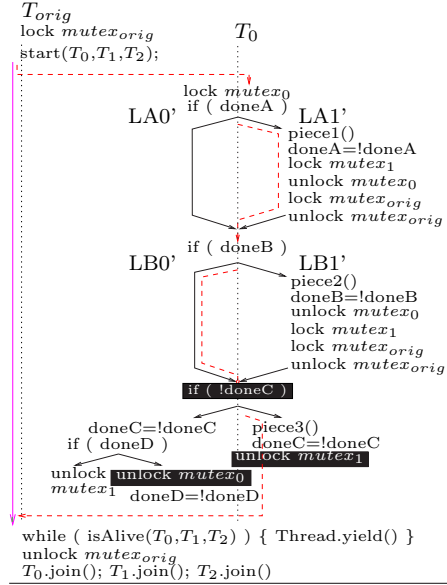 T_orig
lock mutex_orig
T_0
start(T_0,T_1,T_2);
lock mutex_0
if ( doneA )
LA0' LA1'
piece1()
doneA=!doneA
lock mutex_1
unlock mutex_0
lock mutex_orig
unlock mutex_orig
if ( doneB )
LB0' LB1'
piece2()
doneB=!doneB
unlock mutex_0
lock mutex_1
lock mutex_orig
unlock mutex_orig
if ( !doneC )
doneC=!doneC piece3()
if ( doneD ) doneC=!doneC
unlock mutex_1
unlock unlock mutex_0
mutex_1 doneD=!doneD
while ( isAlive(T_0,T_1,T_2) ) { Thread.yield() }
unlock mutex_orig
T_0.join(); T_1.join(); T_2.join()